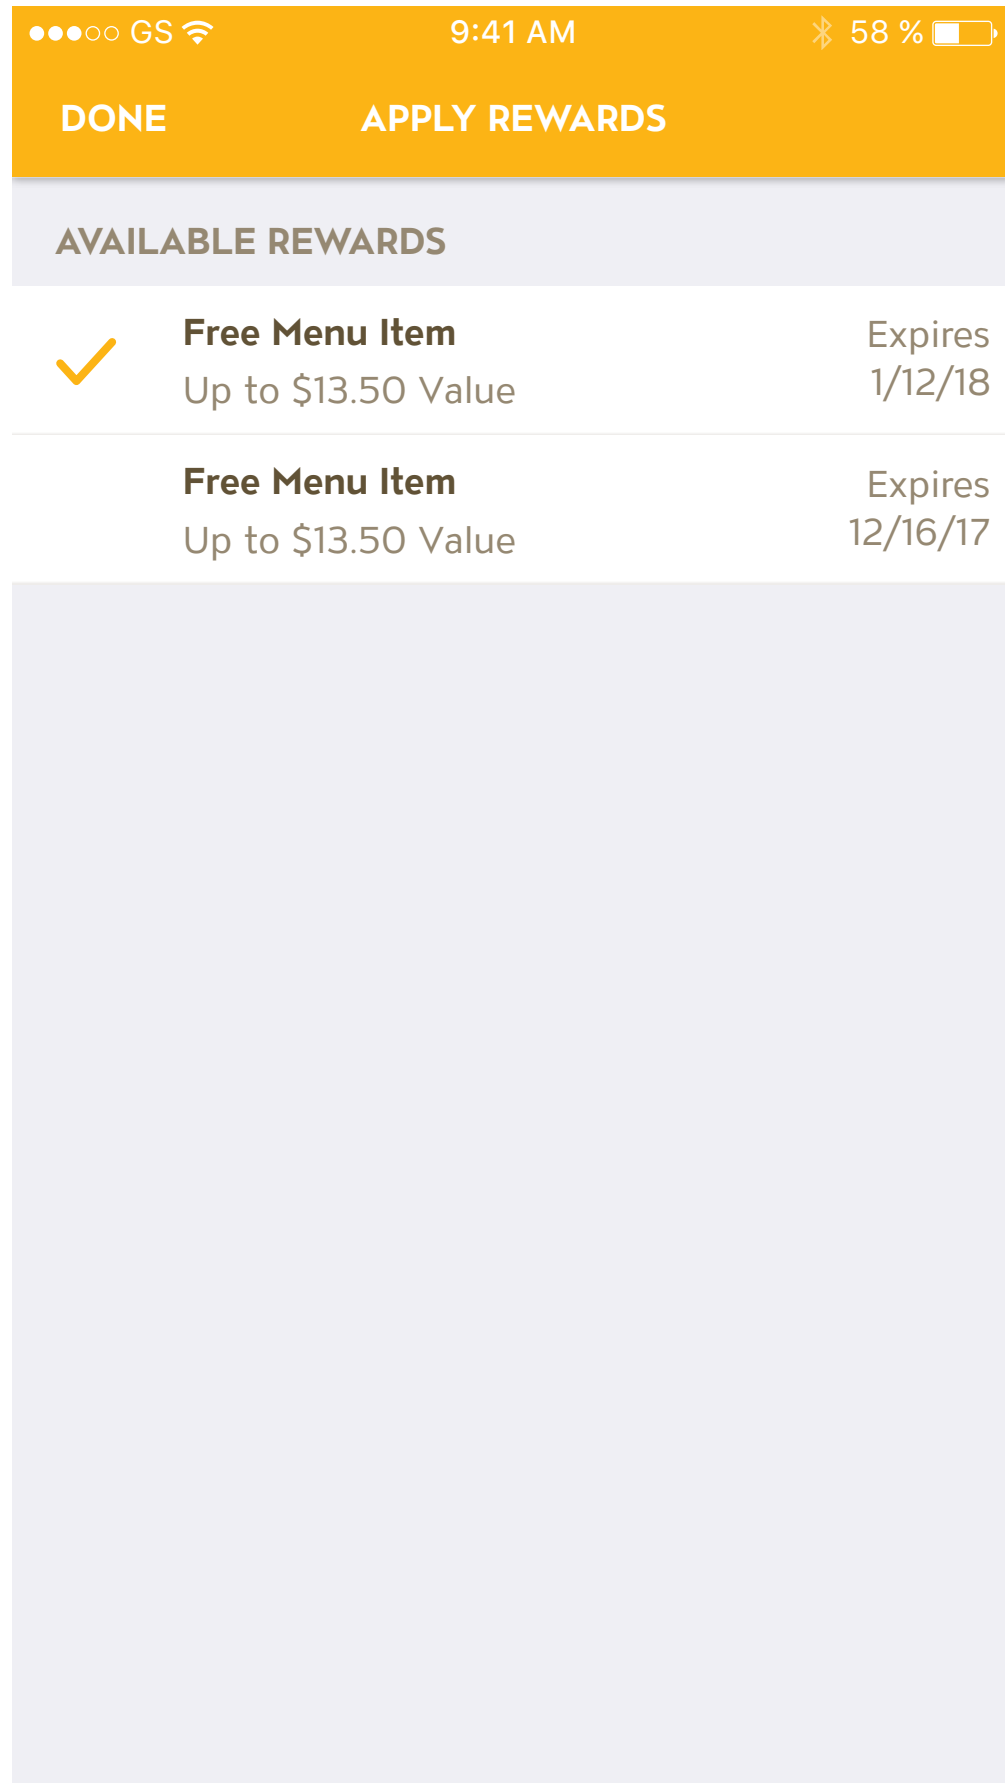 GS 9:41 AM 58 %
DONE APPLY REWARDS
AVAILABLE REWARDS
Free Menu Item
Up to $13.50 Value
Expires
1/12/18
Free Menu Item
Up to $13.50 Value
Expires
12/16/17